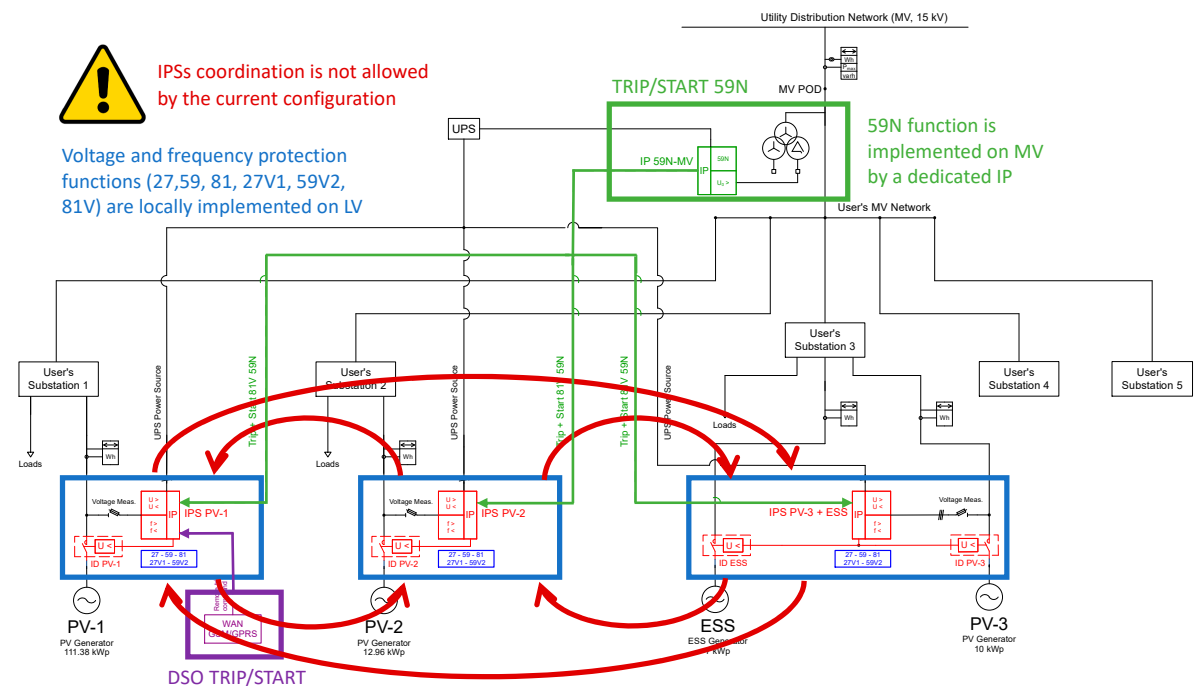 Utility Distribution Network (MV, 15 kV)
IPSs coordination is not allowed
by the current configuration
Wh
varh
TRIP/START 59N
MV POD
UPS
59N function is
implemented on MV
by a dedicated IP
IP 59N-MV
IP
59N
U0 >
Voltage and frequency protection
functions (27,59, 81, 27V1, 59V2,
81V) are locally implemented on LV
User's MV Network
User's
Substation 3
User's
Substation 1
User's
Substation 2
User's
Substation 4
User's
Substation 5
UPS Power Source
Trip + Start 81V 59N
UPS Power Source
Trip + Start 81V 59N
Trip + Start 81V 59N
UPS Power Source
Loads
Wh
Wh
Loads
Wh
Loads
Wh
Voltage Meas.
U >
U <
IP
f >
f <
IPS PV-1
Voltage Meas.
U >
U <
IP
f >
f <
IPS PV-2
IPS PV-3 + ESS
IP
U >
U <
f >
f <
Voltage Meas.
U <
ID PV-1
27 - 59 - 81
27V1 - 59V2
U <
ID PV-2
27 - 59 - 81
27V1 - 59V2
U <
ID ESS
27 - 59 - 81
27V1 - 59V2
U <
ID PV-3
WAN
GSM/GPRS
PV-1
PV Generator
111.38 kWp
PV-2
PV Generator
12.96 kWp
ESS
ESS Generator
kWp
PV-3
PV Generator
10 kWp
DSO TRIP/START